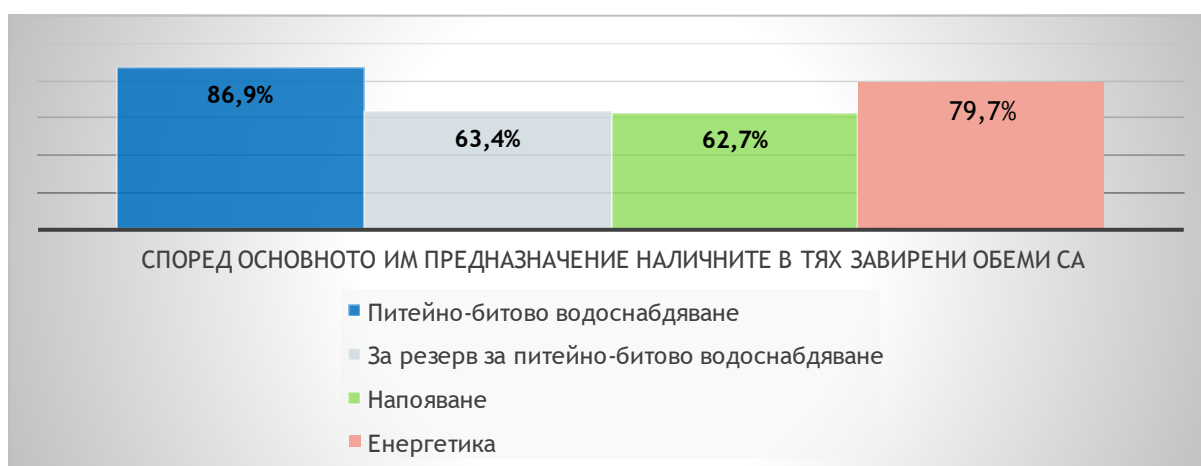 86,9%
63,4%
62,7%
79,7%
СПОРЕД ОСНОВНОТО ИМ ПРЕДНАЗНАЧЕНИЕ НАЛИЧНИТЕ В ТЯХ ЗАВИРЕНИ ОБЕМИ СА
Питейно-битово водоснабдяване
За резерв за питейно-битово водоснабдяване
Напояване
Енергетика